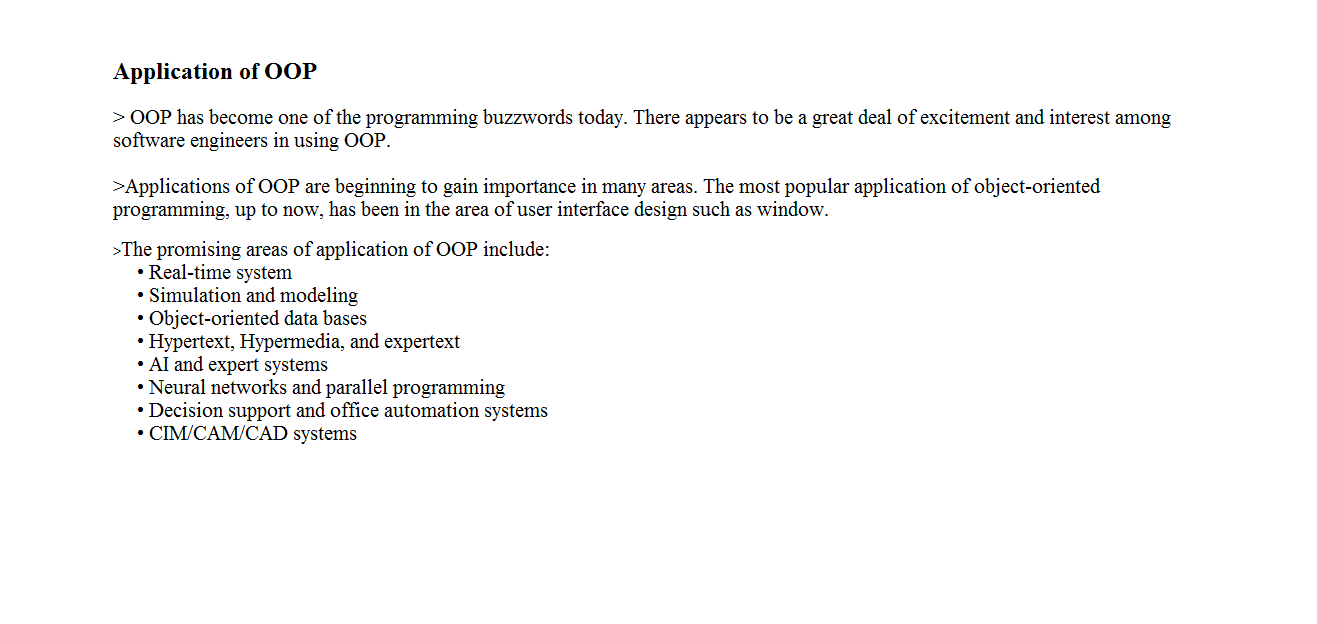 Application of OOP
> OOP has become one of the programming buzzwords today. There appears to be a great deal of excitement and interest among
software engineers in using OOP.
>Applications of OOP are beginning to gain importance in many areas. The most popular application of object-oriented
programming, up to now, has been in the area of user interface design such as window.
>The promising areas of application of OOP include:
• Real-time system
• Simulation and modeling
• Object-oriented data bases
• Hypertext, Hypermedia, and expertext
• AI and expert systems
• Neural networks and parallel programming
• Decision support and office automation systems
• CIM/CAM/CAD systems